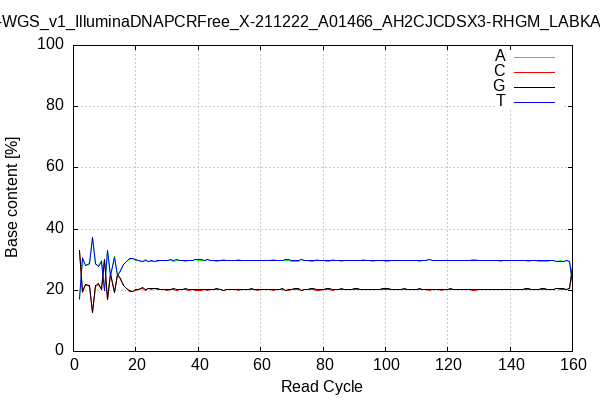 -WGS_v1_IlluminaDNAPCRFree_X-211222_A01466_AH2CJCDSX3-RHGM_LABKA
100
80
60
40
20
0
Base content [%]
A
C
G
T
0 20 40 60 80 100 120 140 160
Read Cycle